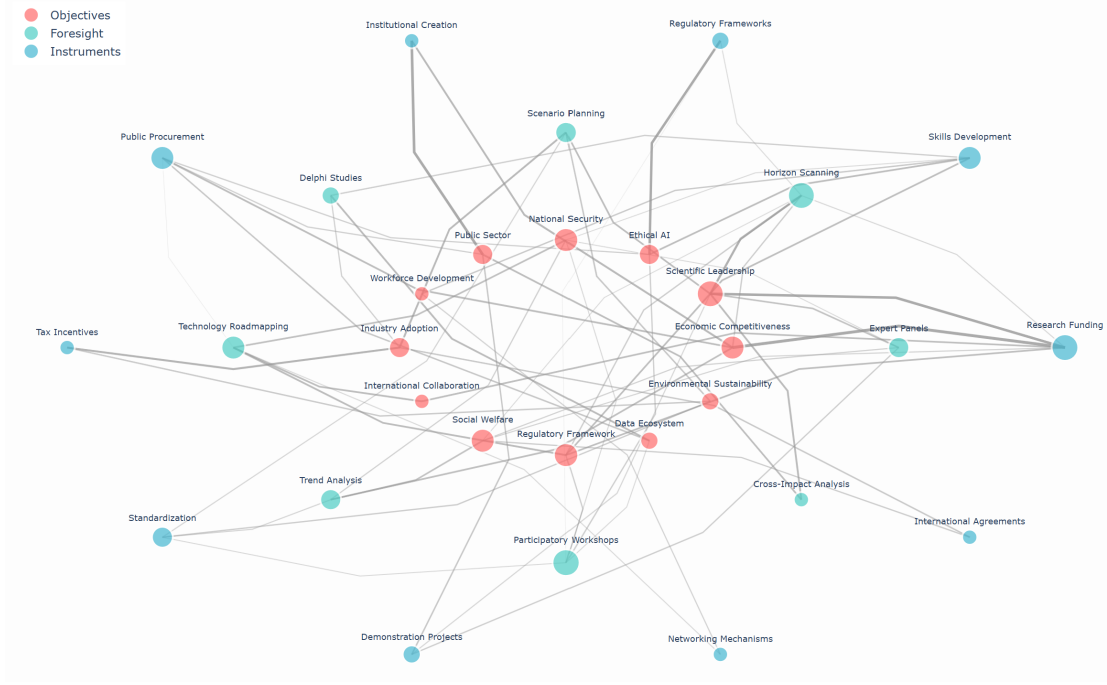 Objectives
Foresight
Instruments
Institutional Creation
Regulatory Frameworks
Scenario Planning
Public Procurement
Skills Development
Delphi Studies
Horizon Scanning
National Security
Public Sector
Ethical AI
Scientific Leadership
Workforce Development
Tax Incentives
Technology Roadmapping
Industry Adoption
Economic Competitiveness
Expert Panels
Research Funding
International Collaboration
Environmental Sustainability
Social Welfare
Regulatory Framework
Data Ecosystem
Trend Analysis
Cross-Impact Analysis
Standardization
International Agreements
Participatory Workshops
Demonstration Projects
Networking Mechanisms